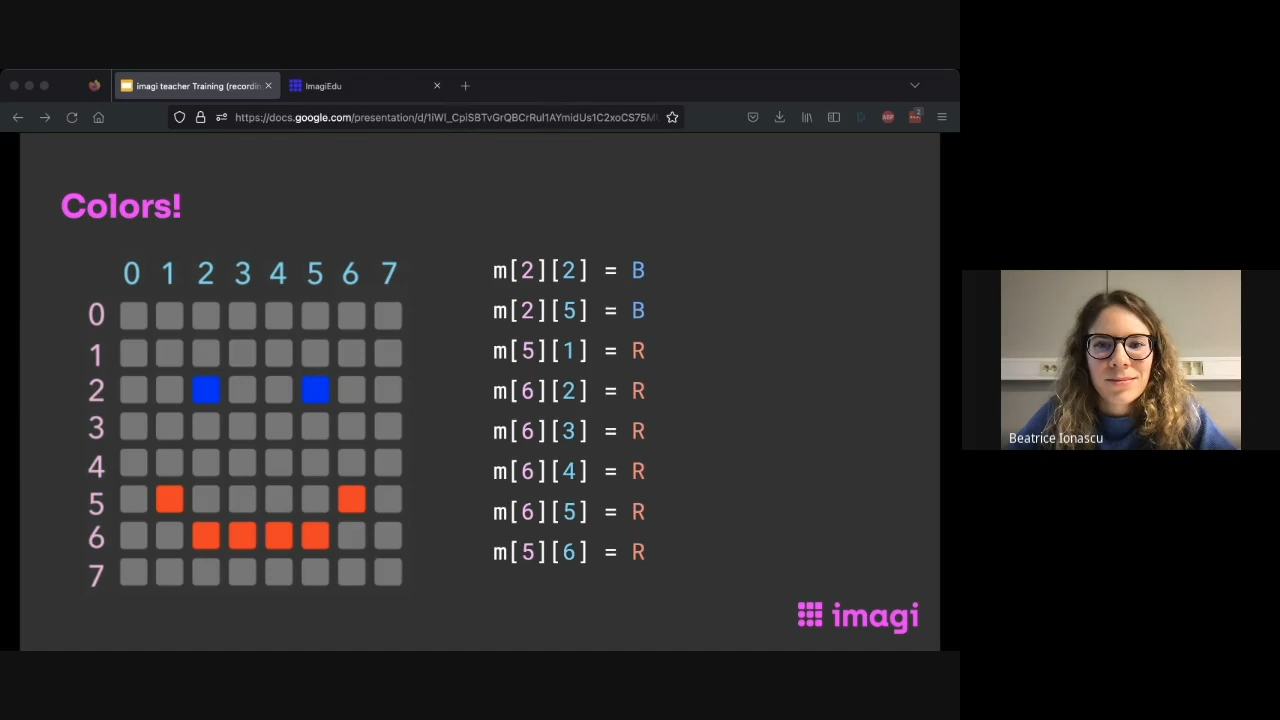 imagi teacher Training (recordin
ImagiEdu
https://docs.google.com/presentation/d/1iWl_CpiSBTvGrQBCrRul1AYmidUs1C2xoCS75M
Colors!
0 1 2 3 4 5 6 7
0
1
2
3
4
5
6
7
m[2][2] = B
m[2][5] = B
m[5][1] = R
m[6][2] = R
m[6][3] = R
m[6][4] = R
m[6][5] = R
m[5][6] = R
imagi
Beatrice Ionascu